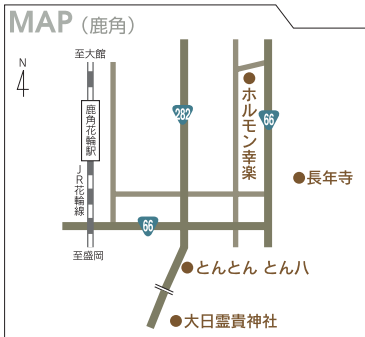 MAP（鹿角）
至大館
N
鹿角花輪駅
JR花輪線
至盛岡
282
66
66
ホルモン幸楽
長年寺
とんとん とん八
大日霊貴神社